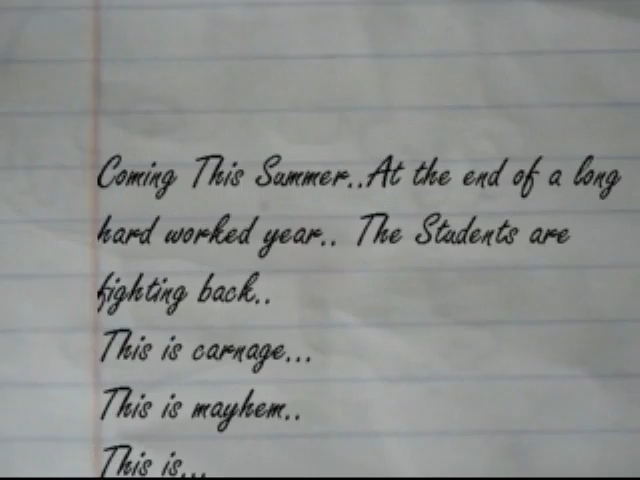 Coming This Summer..At the end of a long
hard worked year.. The Students are
fighting back..
This is carnage...
This is mayhem..
This is...